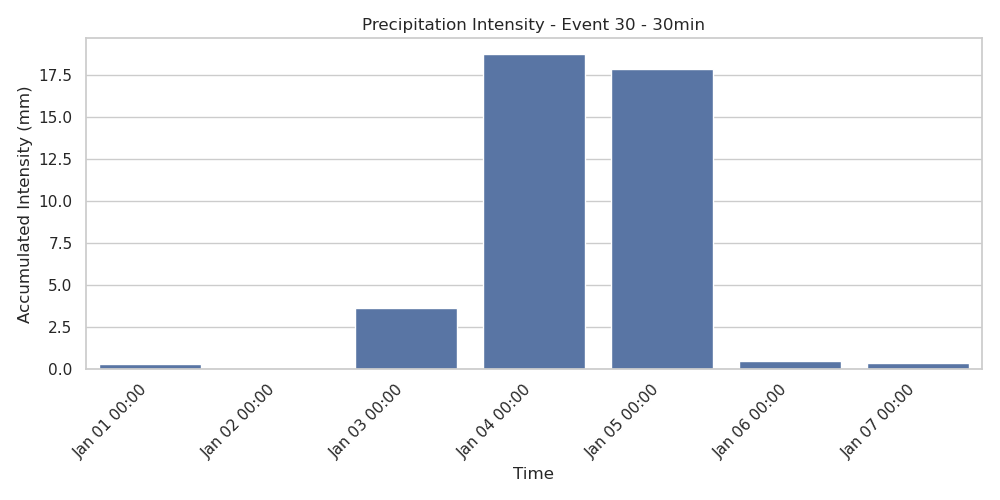 Precipitation Intensity - Event 30 - 30min
Accumulated Intensity (mm)
17.5
15.0
12.5
10.0
7.5
5.0
2.5
0.0
Jan 01 00:00
Jan 02 00:00
Jan 03 00:00
Jan 04 00:00
Jan 05 00:00
Jan 06 00:00
Jan 07 00:00
Time